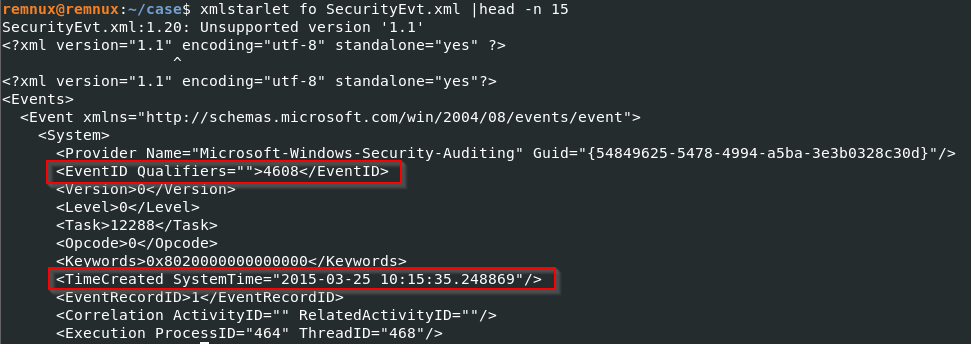 remnux@remnux:~/case$ xmlstarlet fo SecurityEvt.xml |head -n 15
SecurityEvt.xml:1.20: Unsupported version '1.1'
<?xml version="1.1" encoding="utf-8" standalone="yes" ?>
                   ^
<?xml version="1.1" encoding="utf-8" standalone="yes"?>
<Events>
  <Event xmlns="http://schemas.microsoft.com/win/2004/08/events/event">
    <System>
      <Provider Name="Microsoft-Windows-Security-Auditing" Guid="{54849625-5478-4994-a5ba-3e3b0328c30d}"/>
      <EventID Qualifiers="">4608</EventID>
      <Version>0</Version>
      <Level>0</Level>
      <Task>12288</Task>
      <Opcode>0</Opcode>
      <Keywords>0x8020000000000000</Keywords>
      <TimeCreated SystemTime="2015-03-25 10:15:35.248869"/>
      <EventRecordID>1</EventRecordID>
      <Correlation ActivityID="" RelatedActivityID=""/>
      <Execution ProcessID="464" ThreadID="468"/>